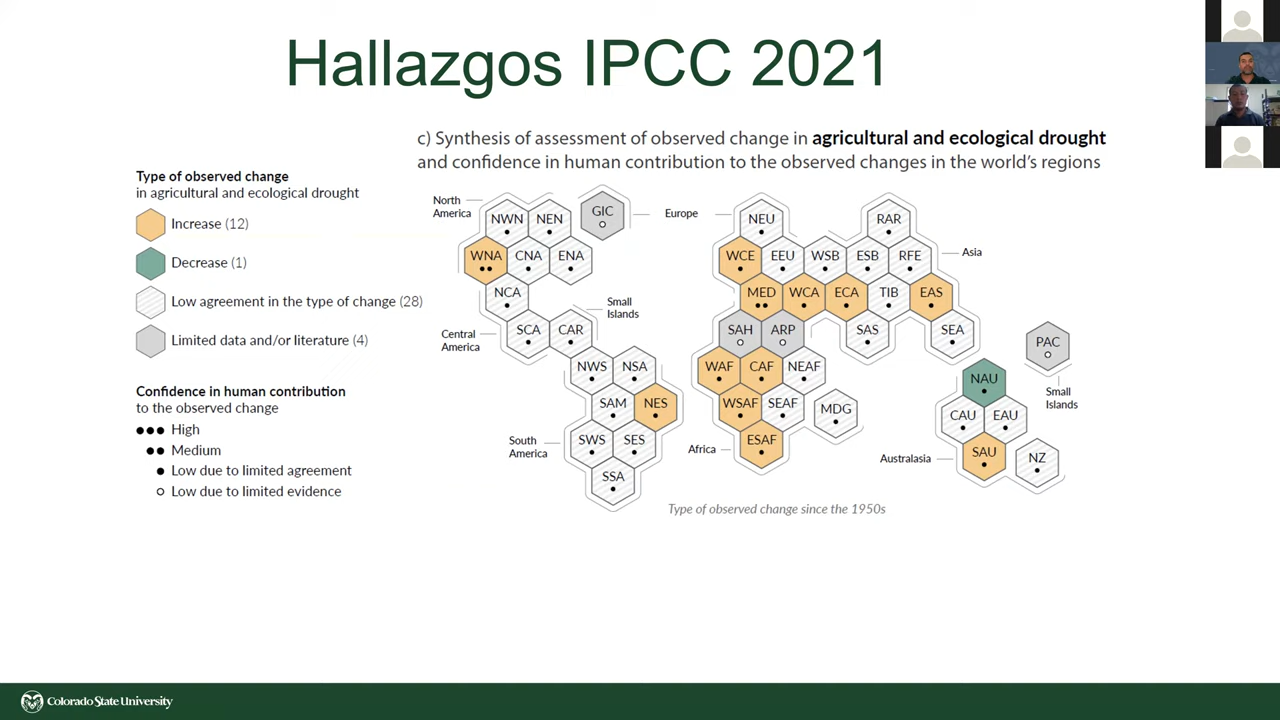 Hallazgos IPCC 2021
c) Synthesis of assessment of observed change in agricultural and ecological drought
and confidence in human contribution to the observed changes in the world's regions
Type of observed change
in agricultural and ecological drought
Increase (12)
Decrease (1)
Low agreement in the type of change (28)
Limited data and/or literature (4)
Confidence in human contribution
to the observed change
High
Medium
Low due to limited agreement
Low due to limited evidence
North
America
GIC
Europe
NWN NEN
NEU
RAR
WNA CNA ENA
WCE EEU WSB ESB RFE
Asia
NCA
MED WCA ECA TIB EAS
Small
Islands
Central
America
SCA CAR
SAH ARP
SAS
SEA
PAC
Small
Islands
NWS NSA
WAF CAF NEAF
NAU
SAM NES
WSAF SEAF MDG
CAU EAU
South
America
SWS SES
Africa
ESAF
Australasia
SAU
NZ
SSA
Type of observed change since the 1950s
Colorado State University